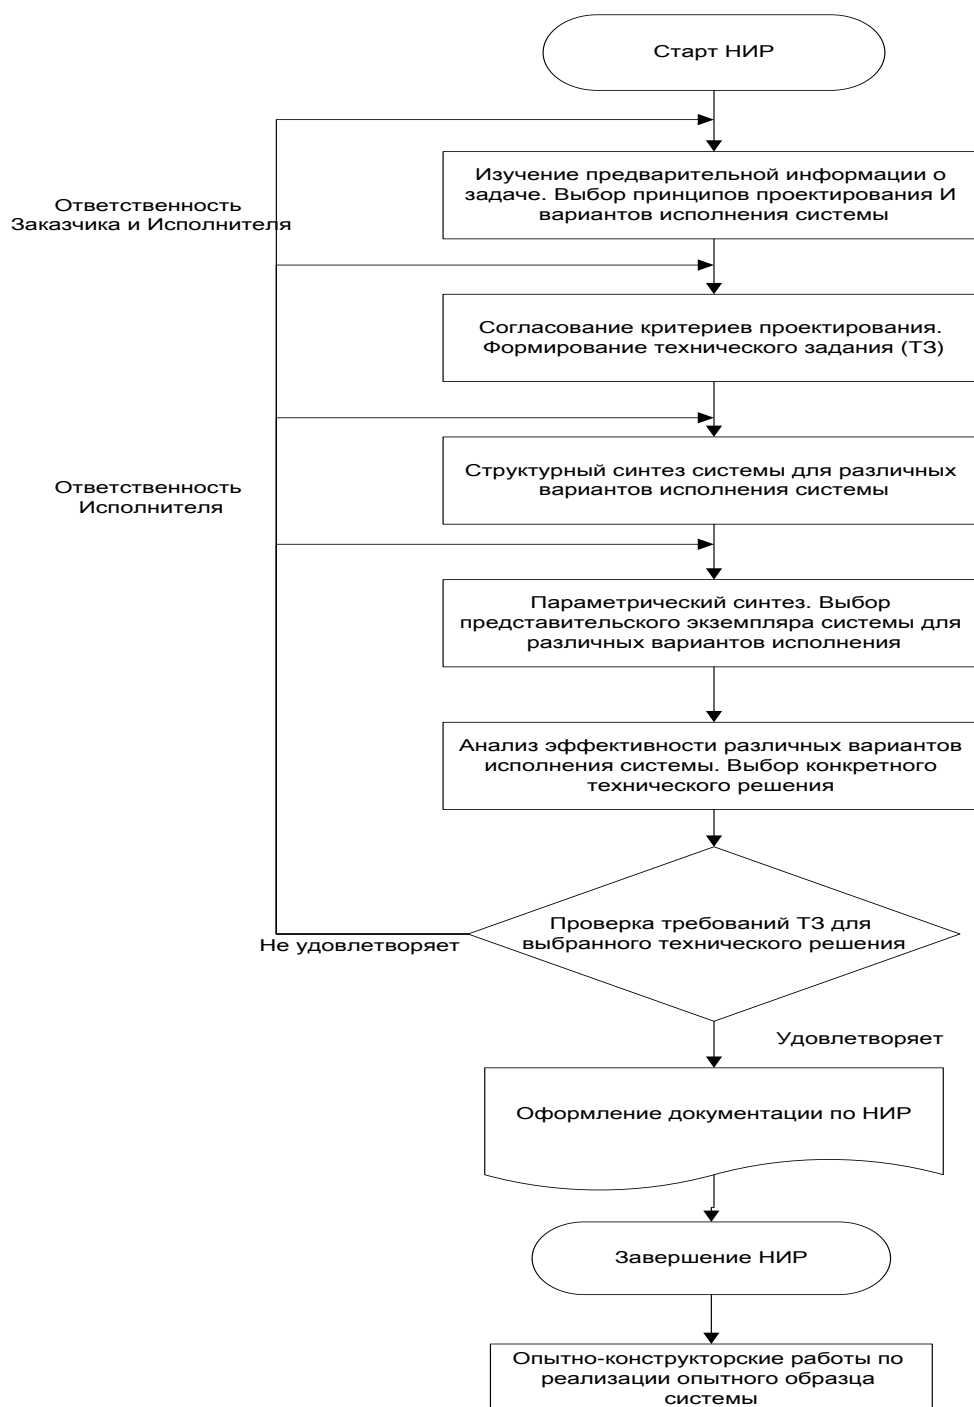 Старт НИР
Изучение предварительной информации о
задаче. Выбор принципов проектирования И
вариантов исполнения системы
Ответственность
Заказчика и Исполнителя
Согласование критериев проектирования.
Формирование технического задания (ТЗ)
Структурный синтез системы для различных
вариантов исполнения системы
Ответственность
Исполнителя
Параметрический синтез. Выбор
представительского экземпляра системы для
различных вариантов исполнения
Анализ эффективности различных вариантов
исполнения системы. Выбор конкретного
технического решения
Проверка требований ТЗ для
выбранного технического решения
Не удовлетворяет
Удовлетворяет
Оформление документации по НИР
Завершение НИР
Опытно-конструкторские работы по
реализации опытного образца
системы